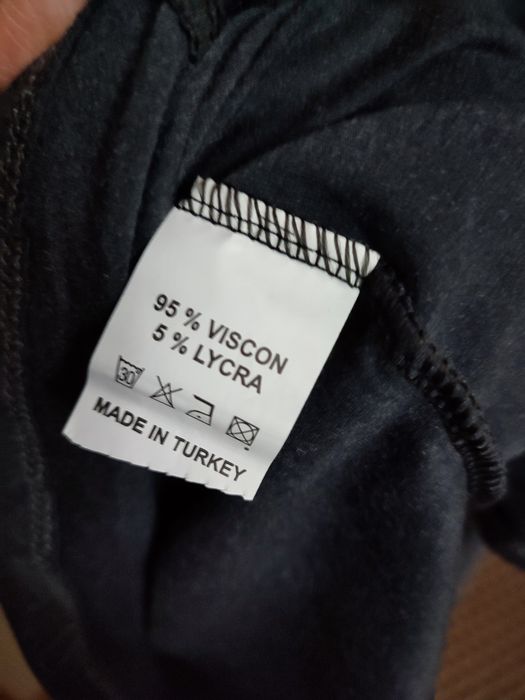 95 % VISCON
5 % LYCRA
30
MADE IN TURKEY